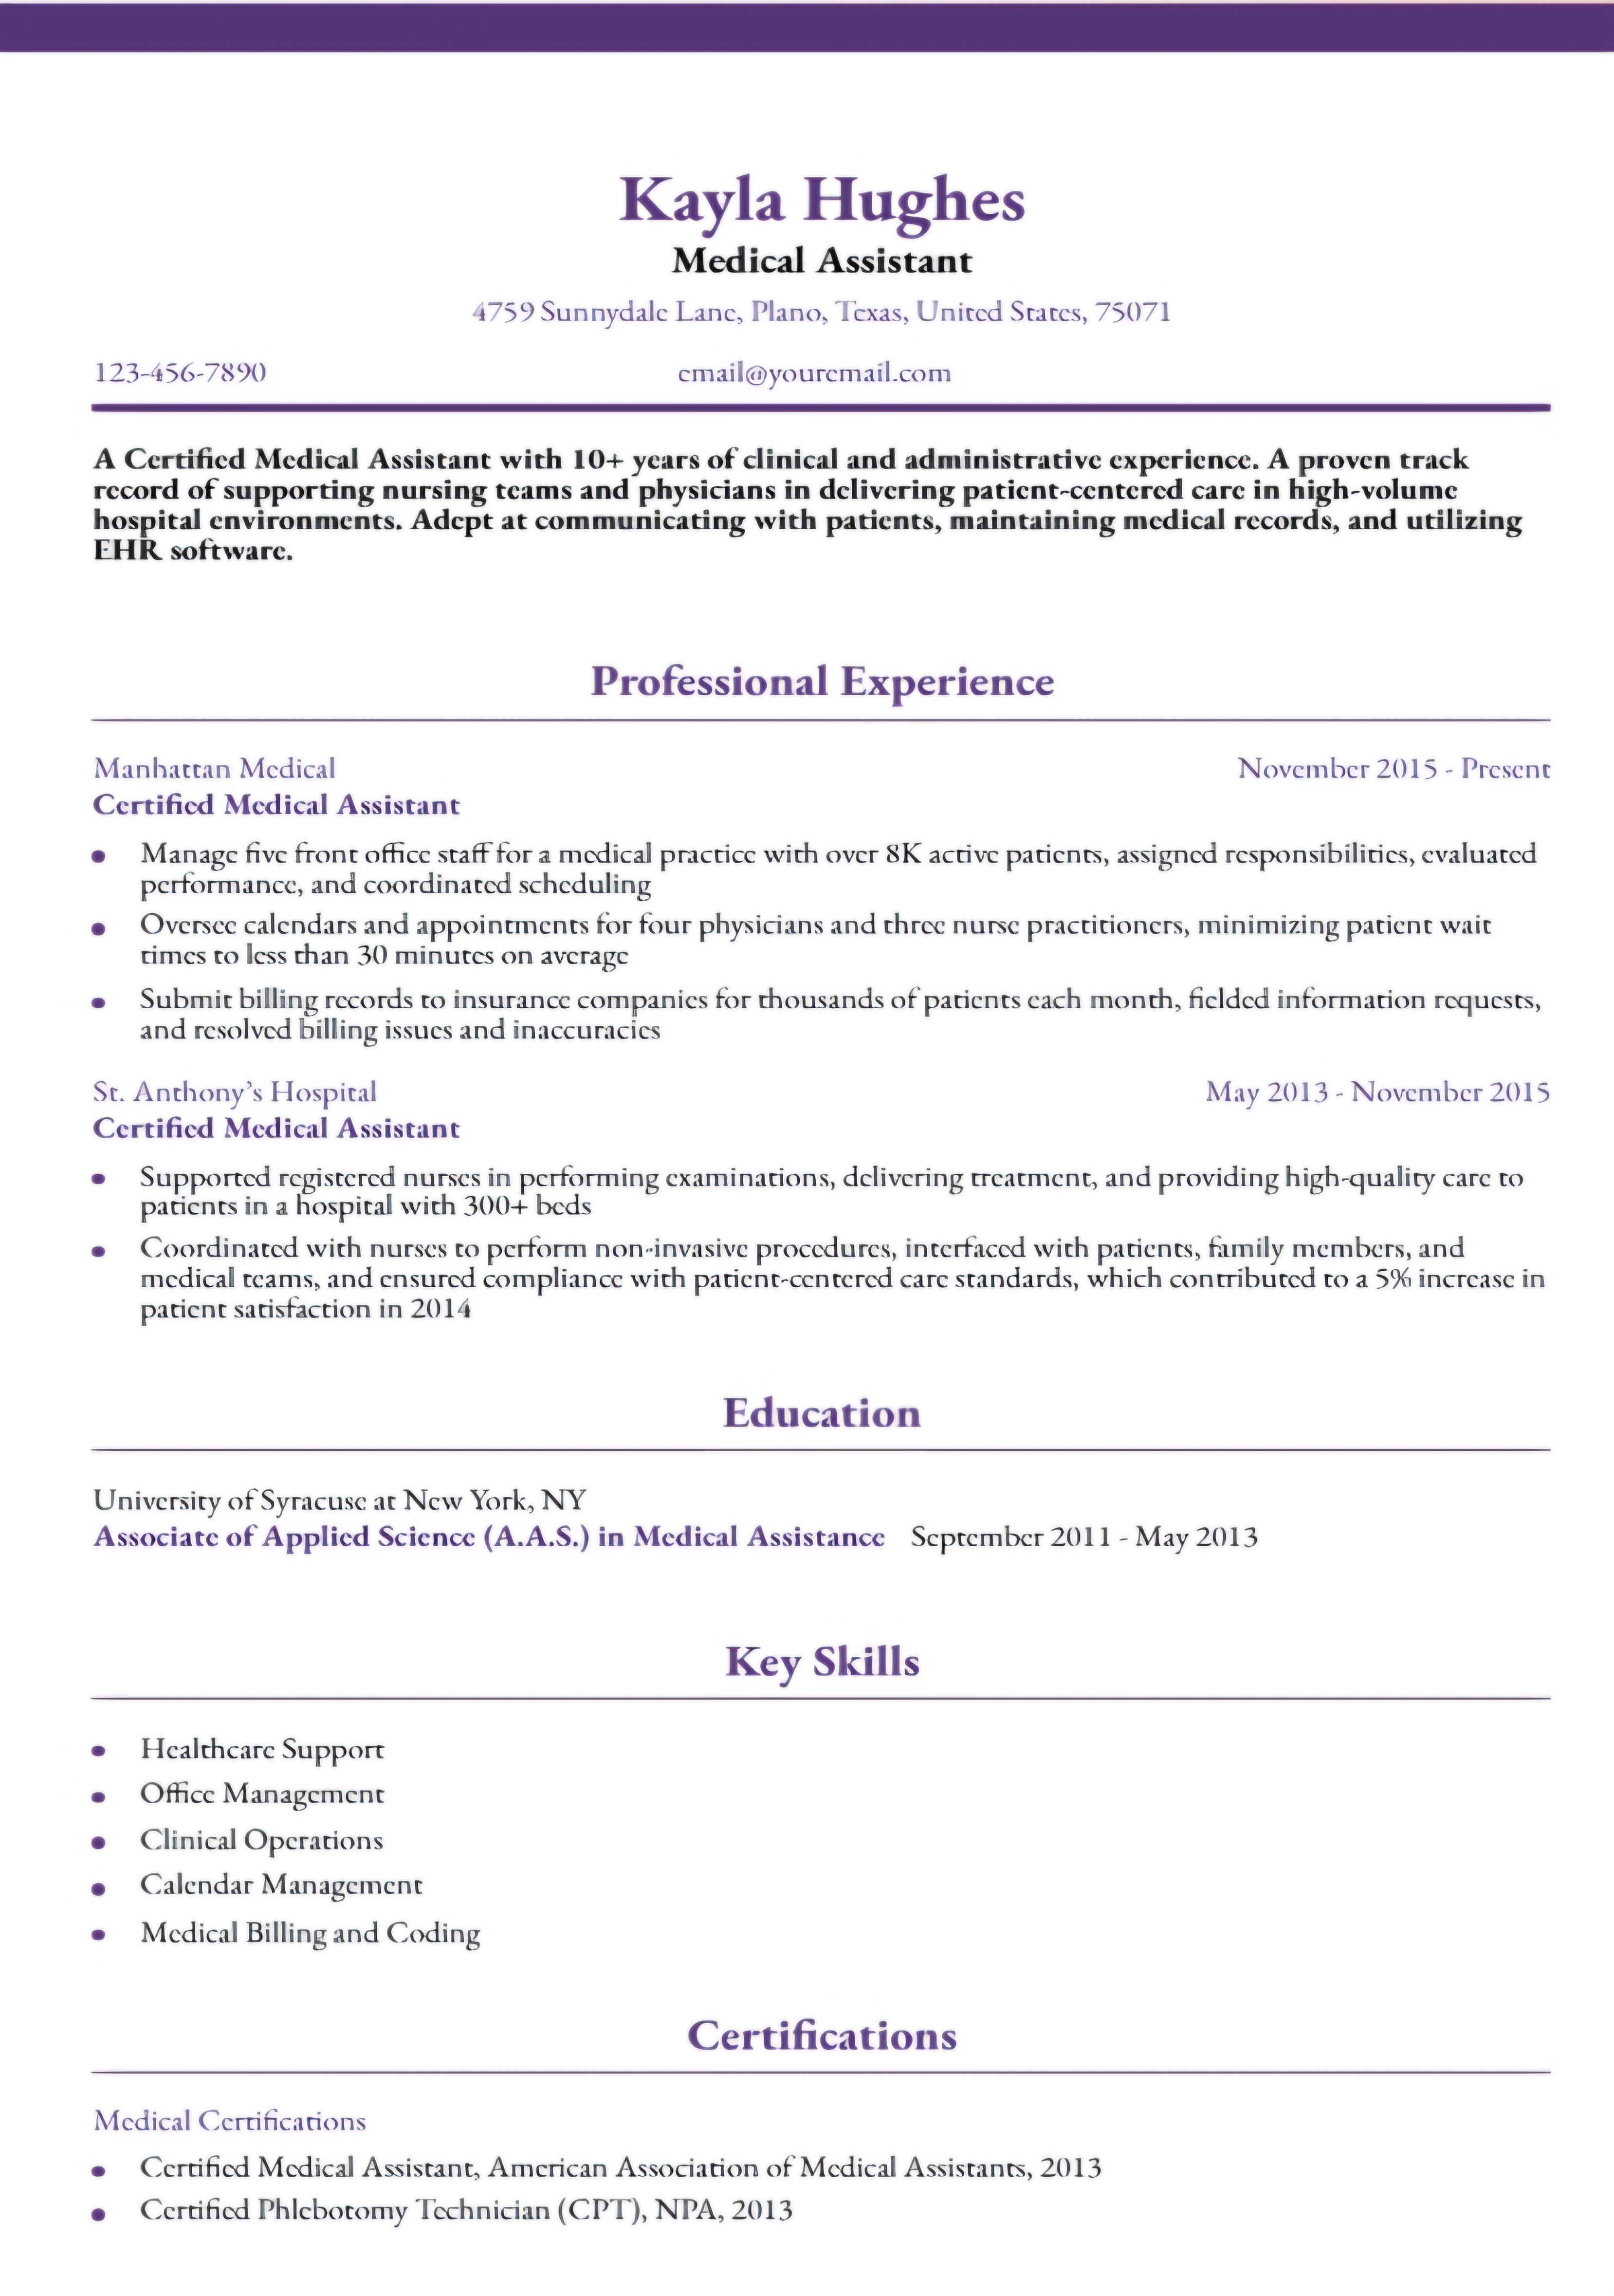 Kayla Hughes
Medical Assistant
4759 Sunnydale Lane, Plano, Texas, United States, 75071
123-456-7890 email@youremail.com
A Certified Medical Assistant with 10+ years of clinical and administrative experience. A proven track
record of supporting nursing teams and physicians in delivering patient-centered care in high-volume
hospital environments. Adept at communicating with patients, maintaining medical records, and utilizing
EHR software.
Professional Experience
Manhattan Medical November 2015 - Present
Certified Medical Assistant
• Manage five front office staff for a medical practice with over 8K active patients, assigned responsibilities, evaluated
performance, and coordinated scheduling
• Oversee calendars and appointments for four physicians and three nurse practitioners, minimizing patient wait
times to less than 30 minutes on average
• Submit billing records to insurance companies for thousands of patients each month, fielded information requests,
and resolved billing issues and inaccuracies
St. Anthony's Hospital May 2013 - November 2015
Certified Medical Assistant
• Supported registered nurses in performing examinations, delivering treatment, and providing high-quality care to
patients in a hospital with 300+ beds
• Coordinated with nurses to perform non-invasive procedures, interfaced with patients, family members, and
medical teams, and ensured compliance with patient-centered care standards, which contributed to a 5% increase in
patient satisfaction in 2014
Education
University of Syracuse at New York, NY
Associate of Applied Science (A.A.S.) in Medical Assistance September 2011 - May 2013
Key Skills
• Healthcare Support
• Office Management
• Clinical Operations
• Calendar Management
• Medical Billing and Coding
Certifications
Medical Certifications
• Certified Medical Assistant, American Association of Medical Assistants, 2013
• Certified Phlebotomy Technician (CPT), NPA, 2013